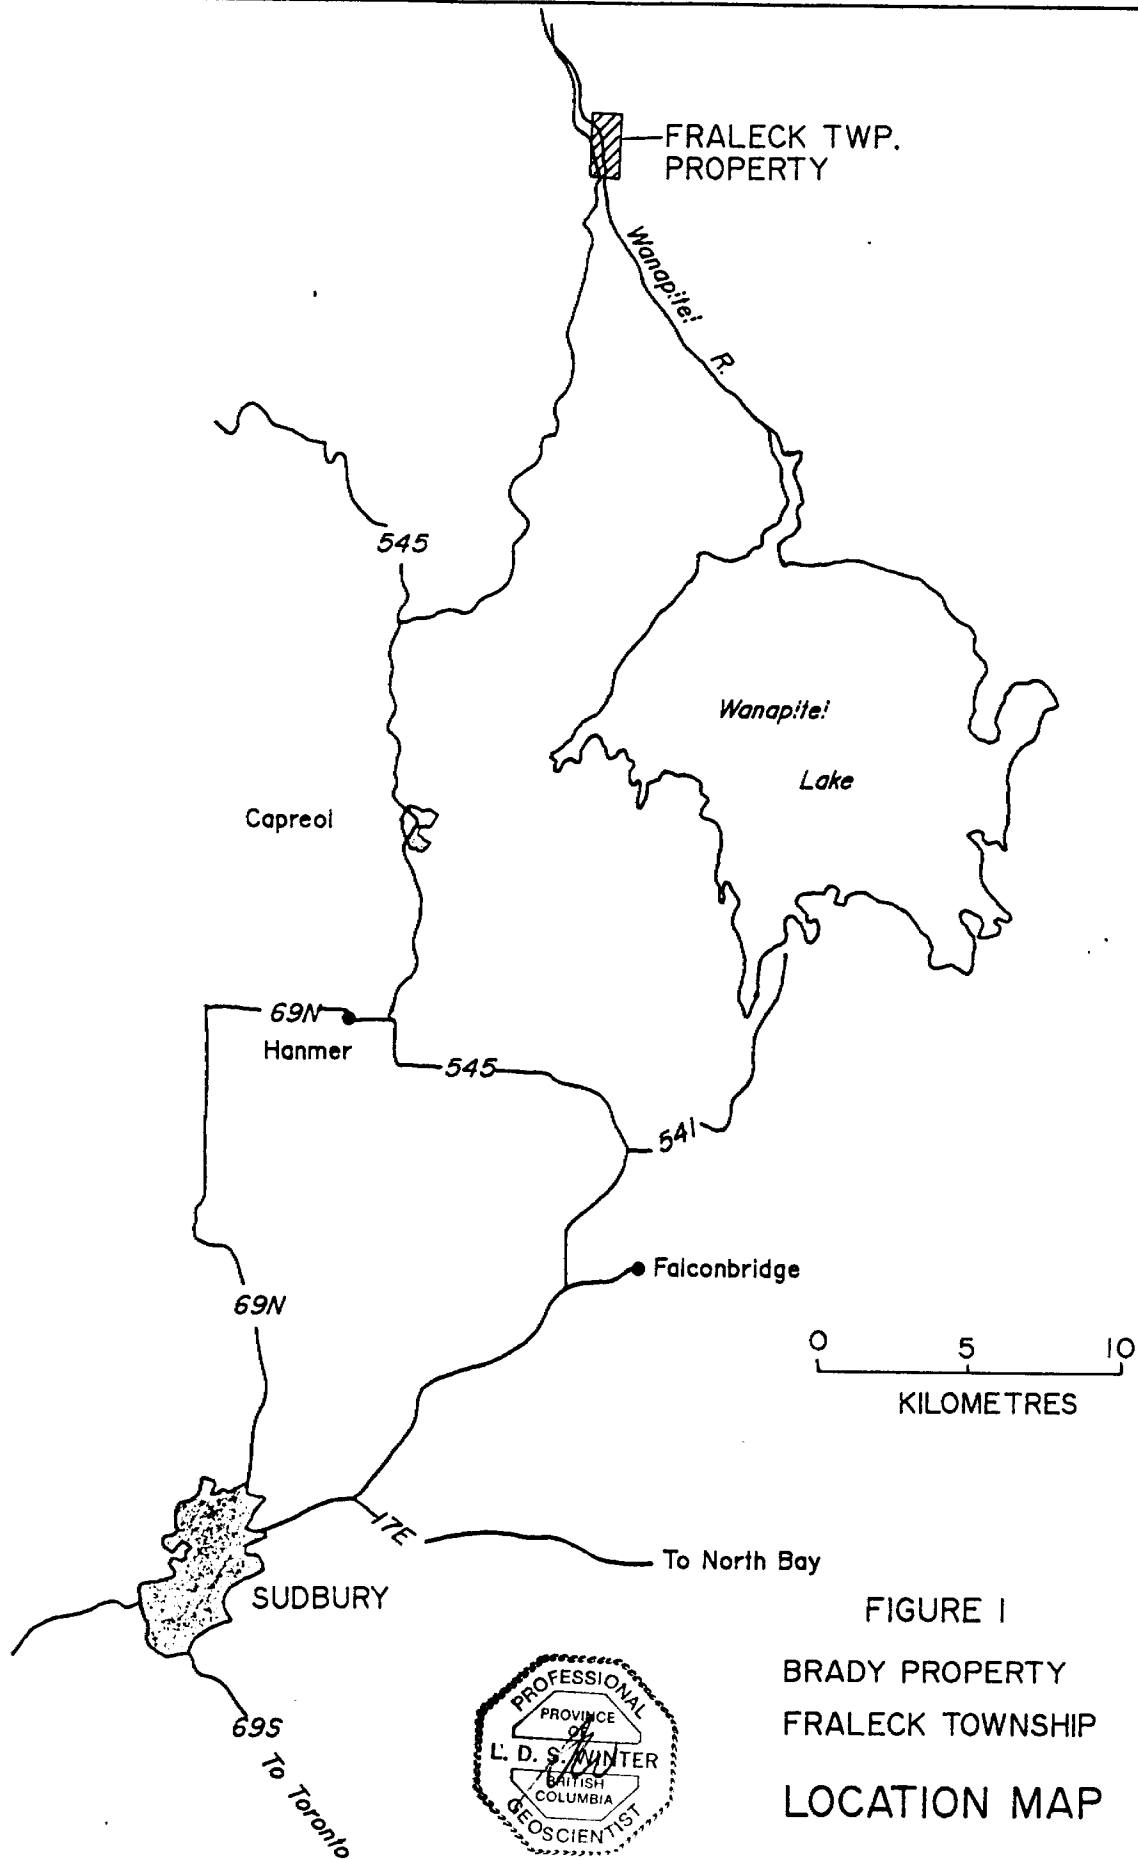 FRALECK TWP.
PROPERTY
Wanapitei R.
545
Wanapitei
Lake
Capreol
69N
Hanmer
545
541
Falconbridge
69N
0 5 10
KILOMETRES
17E
To North Bay
SUDBURY
69S
To Toronto
FIGURE 1
BRADY PROPERTY
FRALECK TOWNSHIP
LOCATION MAP
PROFESSIONAL
PROVINCE
OF
L. D. S. WINTER
BRITISH
COLUMBIA
GEOSCIENTIST